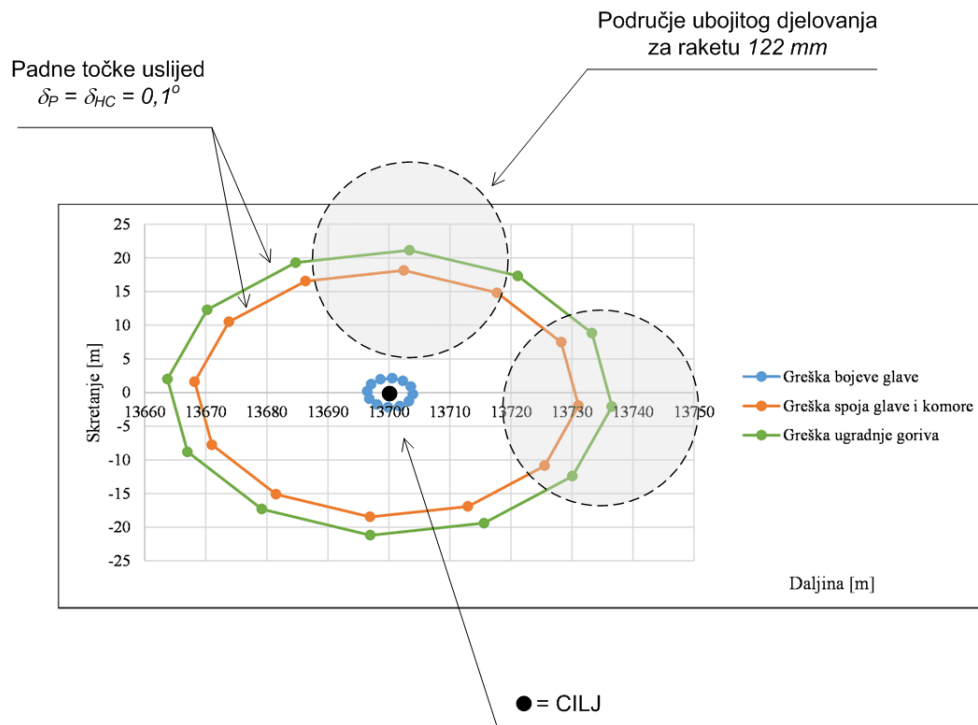 Područje ubojitog djelovanja
za raketu 122 mm
Padne točke uslijed
δP = δHC = 0,1°
Skretanje [m]
25
20
15
10
5
0
-5
-10
-15
-20
-25
13660
13670
13680
13690
13700
13710
13720
13730
13740
13750
Greška bojeve glave
Greška spoja glave i komore
Greška ugradnje goriva
Daljina [m]
= CILJ